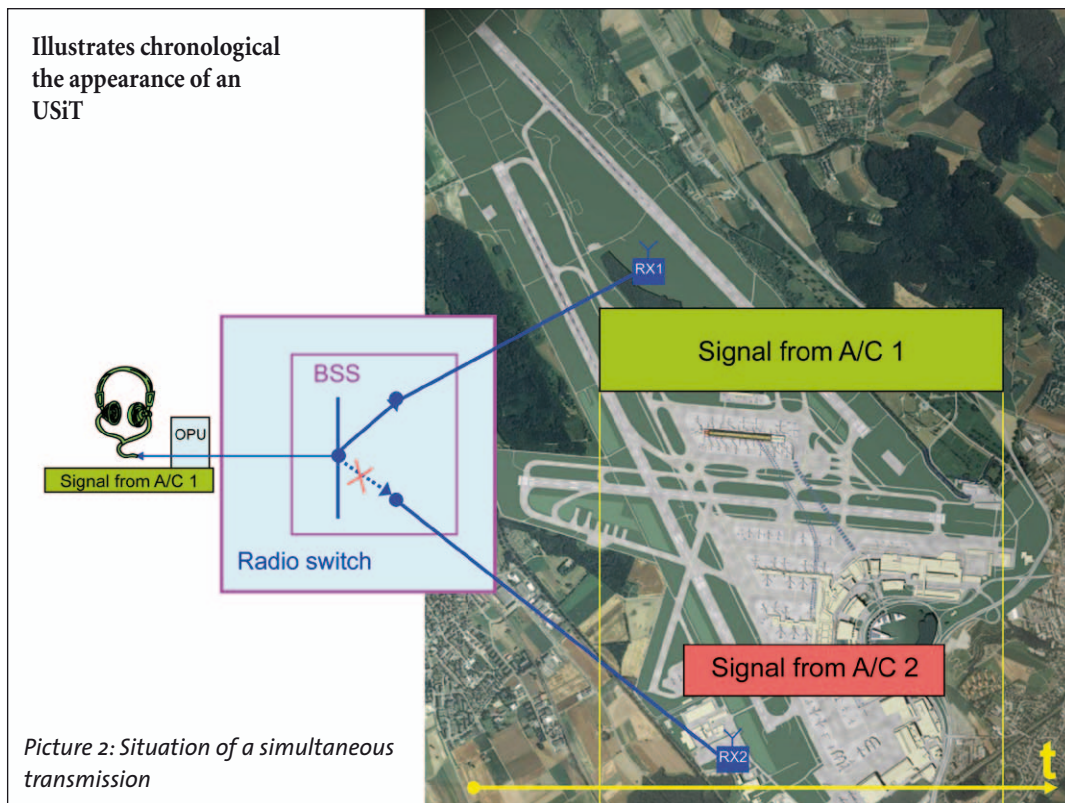 Illustrates chronological
the appearance of an
USiT
RX1
Signal from A/C 1
BSS
OPU
Signal from A/C 1
Radio switch
Signal from A/C 2
Picture 2: Situation of a simultaneous
transmission
RX2
t